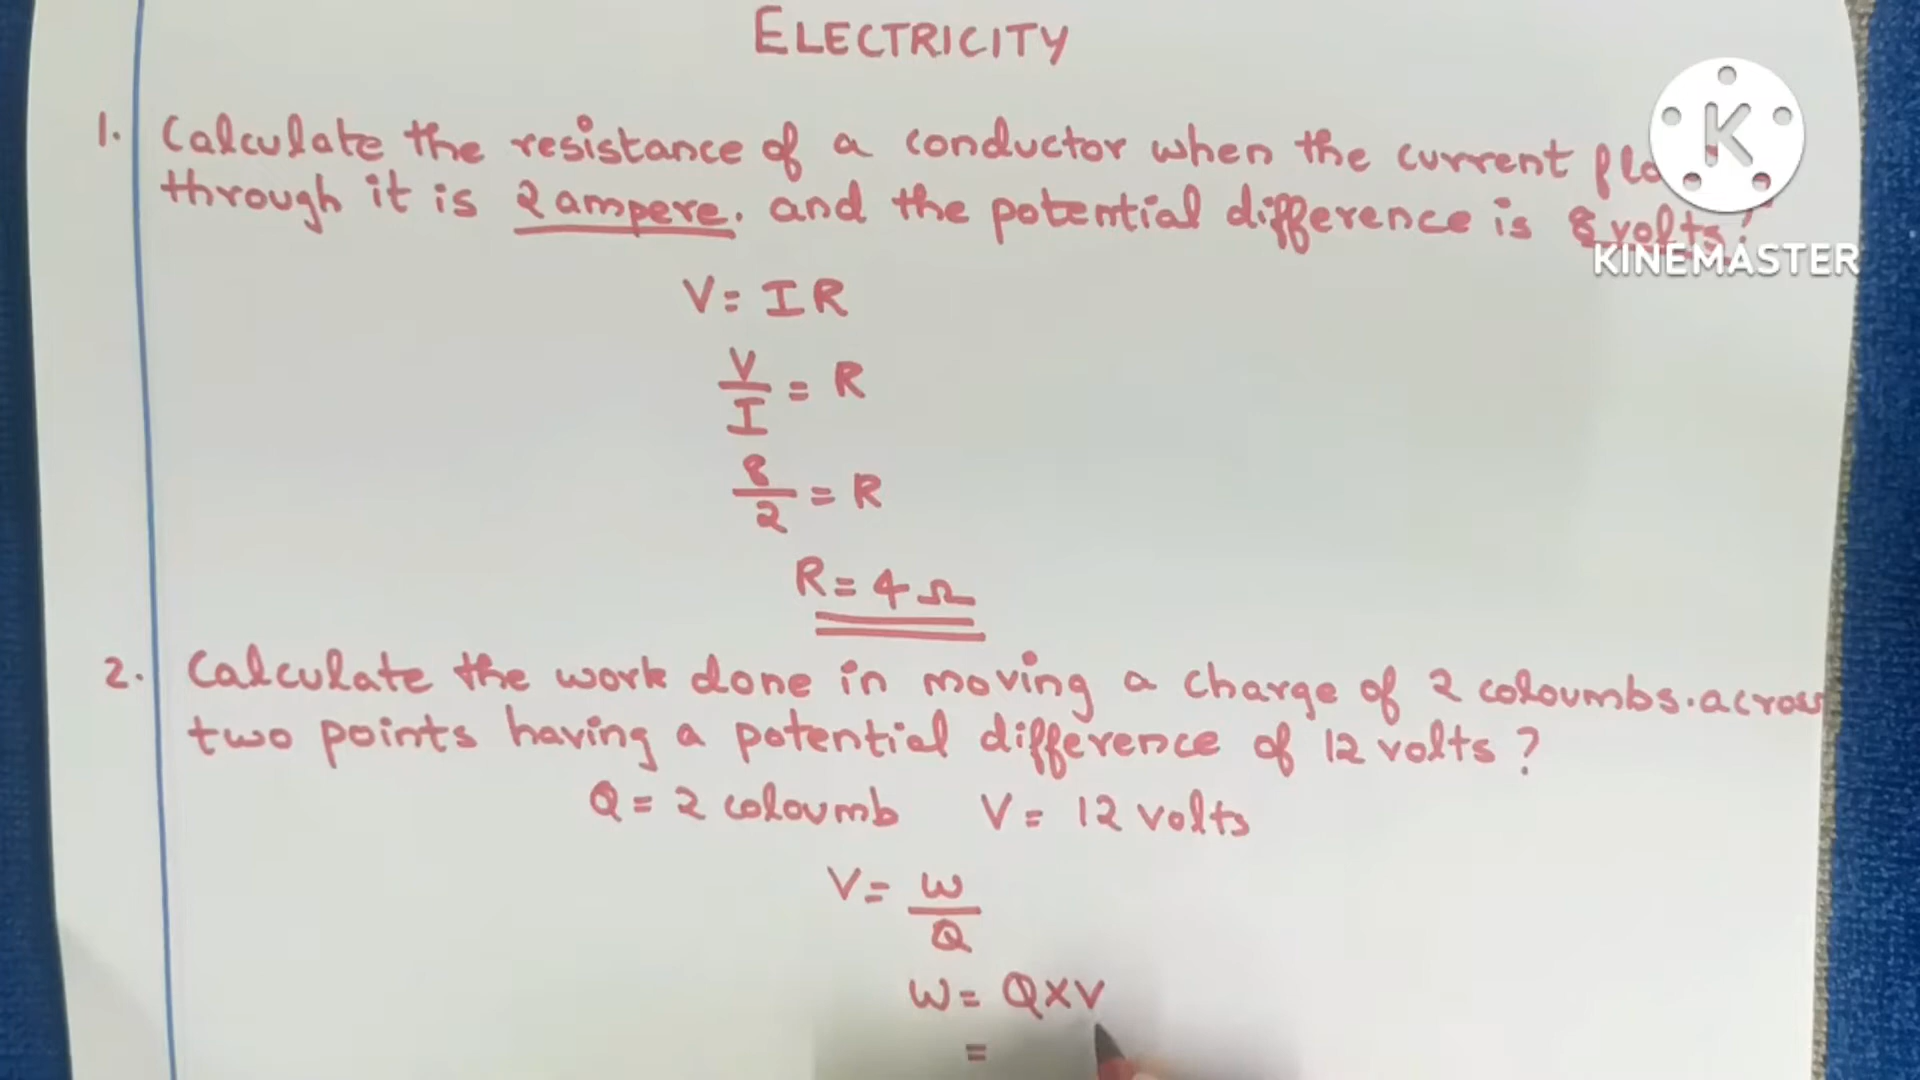 ELECTRICITY
1. Calculate the resistance of a conductor when the current
through it is 2 ampere. and the potential difference is 8 volts?
K
KINEMASTER
V = IR
V/I = R
8/2 = R
R = 4 Ω
2. Calculate the work done in moving a charge of 2 coloumbs. across
two points having a potential difference of 12 volts?
Q = 2 coloumb V = 12 volts
V = W/Q
W = Q×V
=